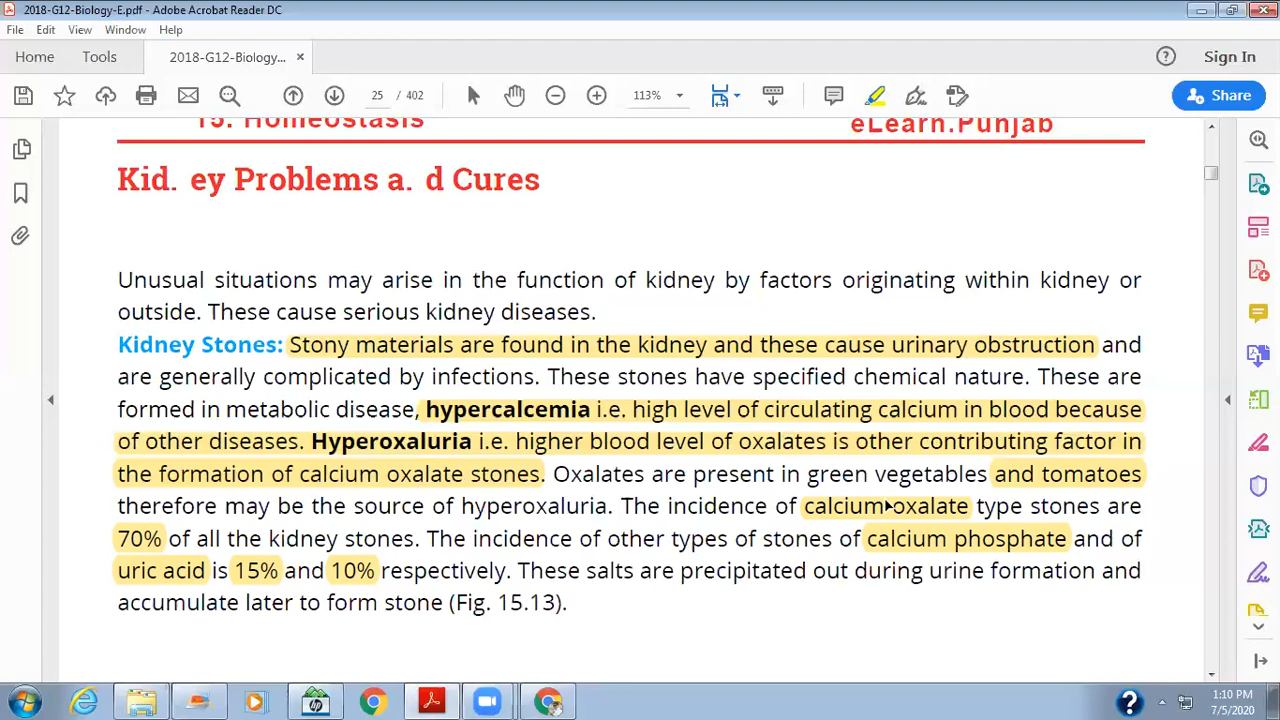 2018-G12-Biology-E.pdf - Adobe Acrobat Reader DC
File Edit View Window Help
Home Tools 2018-G12-Biology... × Sign In
25 / 402 113% Share
15. Homeostasis eLearn.Punjab
Kid. ey Problems a. d Cures
Unusual situations may arise in the function of kidney by factors originating within kidney or
outside. These cause serious kidney diseases.
Kidney Stones: Stony materials are found in the kidney and these cause urinary obstruction and
are generally complicated by infections. These stones have specified chemical nature. These are
formed in metabolic disease, hypercalcemia i.e. high level of circulating calcium in blood because
of other diseases. Hyperoxaluria i.e. higher blood level of oxalates is other contributing factor in
the formation of calcium oxalate stones. Oxalates are present in green vegetables and tomatoes
therefore may be the source of hyperoxaluria. The incidence of calcium oxalate type stones are
70% of all the kidney stones. The incidence of other types of stones of calcium phosphate and of
uric acid is 15% and 10% respectively. These salts are precipitated out during urine formation and
accumulate later to form stone (Fig. 15.13).
1:10 PM
7/5/2020